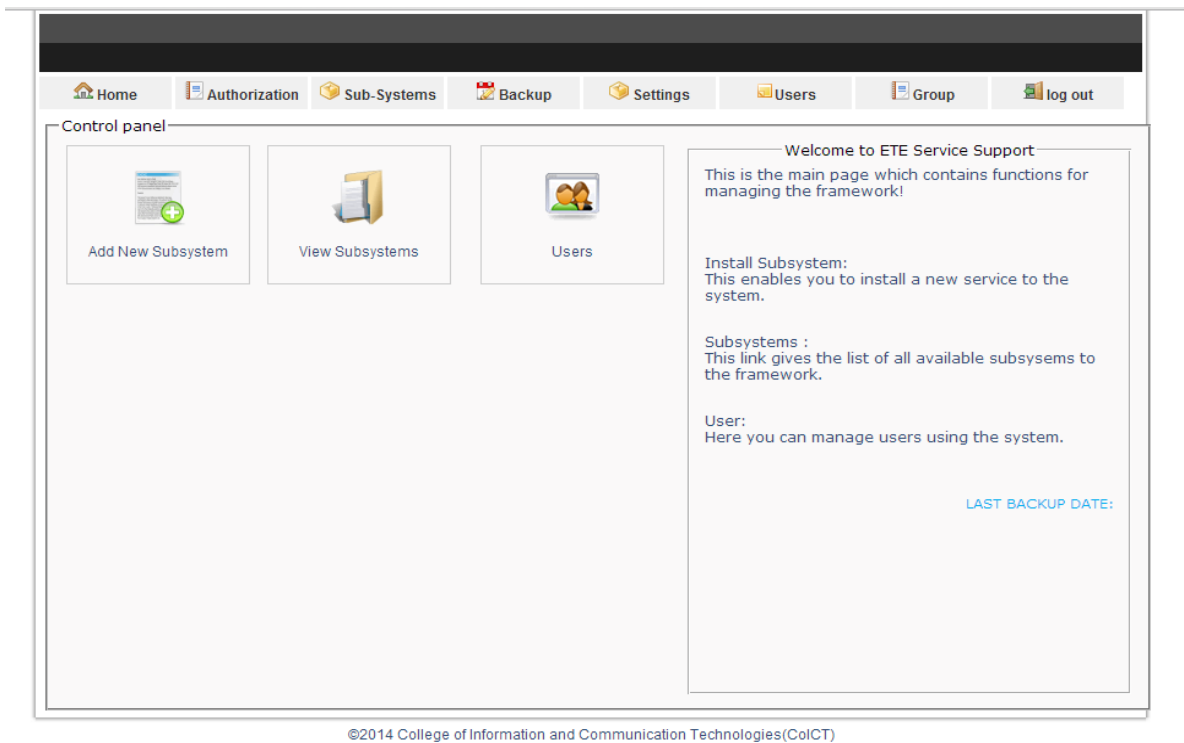 Home Authorization Sub-Systems Backup Settings Users Group log out
Control panel
Add New Subsystem
View Subsystems
Users
Welcome to ETE Service Support
This is the main page which contains functions for
managing the framework!
Install Subsystem:
This enables you to install a new service to the
system.
Subsystems :
This link gives the list of all available subsysems to
the framework.
User:
Here you can manage users using the system.
LAST BACKUP DATE:
©2014 College of Information and Communication Technologies(CoICT)